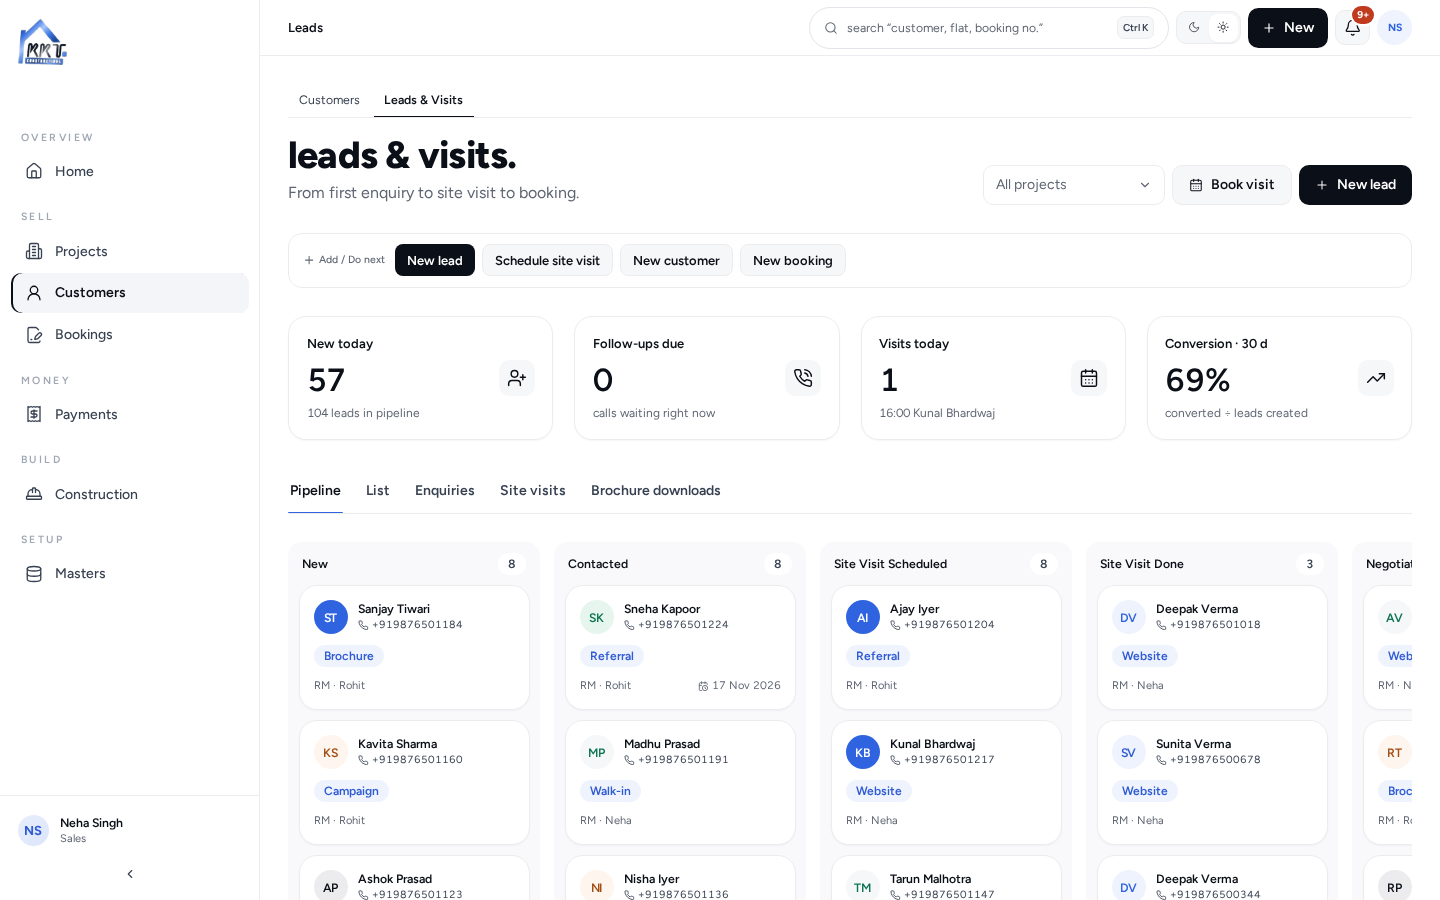 RRT
CONSTRUCTIONS
OVERVIEW
Home
SELL
Projects
Customers
Bookings
MONEY
Payments
BUILD
Construction
SETUP
Masters
NS
Neha Singh
Sales
Leads
search “customer, flat, booking no.”
Ctrl K
New
9+
NS
Customers
Leads & Visits
leads & visits.
From first enquiry to site visit to booking.
All projects
Book visit
New lead
Add / Do next
New lead
Schedule site visit
New customer
New booking
New today
57
104 leads in pipeline
Follow-ups due
0
calls waiting right now
Visits today
1
16:00 Kunal Bhardwaj
Conversion · 30 d
69%
converted ÷ leads created
Pipeline
List
Enquiries
Site visits
Brochure downloads
New
8
ST
Sanjay Tiwari
+919876501184
Brochure
RM · Rohit
KS
Kavita Sharma
+919876501160
Campaign
RM · Rohit
AP
Ashok Prasad
+919876501123
Contacted
8
SK
Sneha Kapoor
+919876501224
Referral
RM · Rohit
17 Nov 2026
MP
Madhu Prasad
+919876501191
Walk-in
RM · Neha
NI
Nisha Iyer
+919876501136
Site Visit Scheduled
8
AI
Ajay Iyer
+919876501204
Referral
RM · Rohit
KB
Kunal Bhardwaj
+919876501217
Website
RM · Neha
TM
Tarun Malhotra
+919876501147
Site Visit Done
3
DV
Deepak Verma
+919876501018
Website
RM · Neha
SV
Sunita Verma
+919876500678
Website
RM · Neha
DV
Deepak Verma
+919876500344
Negotiat
AV
Web
RM · N
RT
Broc
RM · Ro
RP